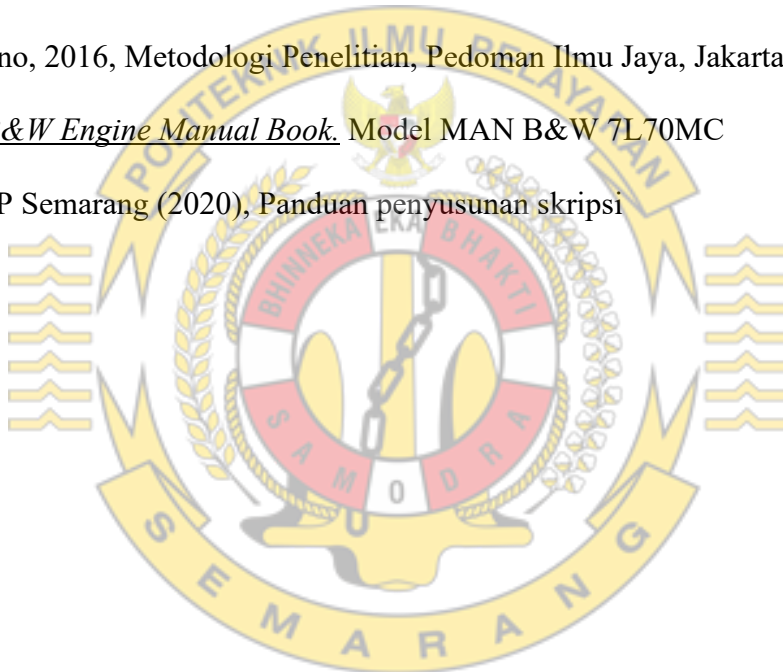 no, 2016, Metodologi Penelitian, Pedoman Ilmu Jaya, Jakarta
&W Engine Manual Book. Model MAN B&W 7L70MC
P Semarang (2020), Panduan penyusunan skripsi
POLITEKNIK ILMU PELAYARAN
BHINNEKA EKA BHAKTI
SAMODRA
SEMARANG